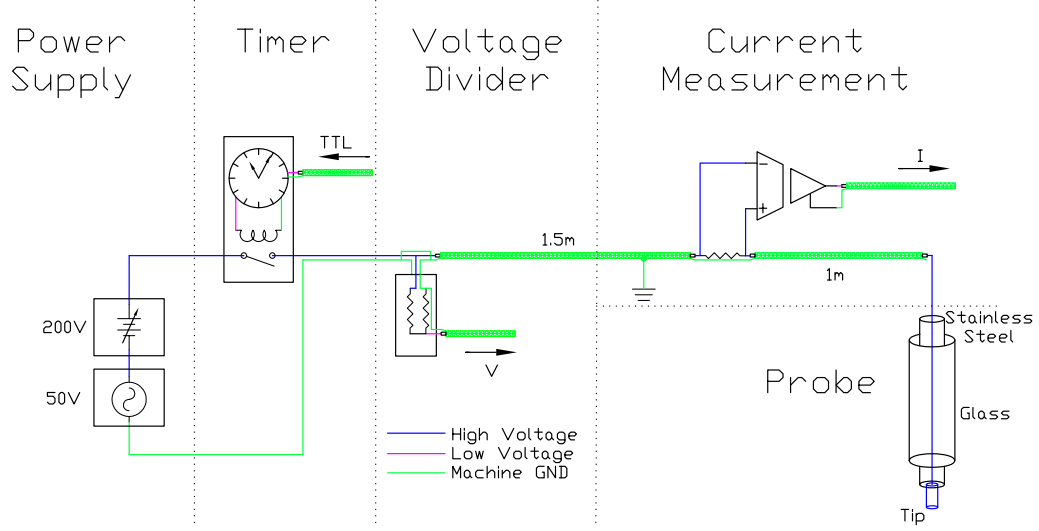 Power
Supply
Timer
Voltage
Divider
Current
Measurement
TTL
I
1.5m
1m
200V
50V
V
High Voltage
Low Voltage
Machine GND
Stainless
Steel
Probe
Glass
Tip